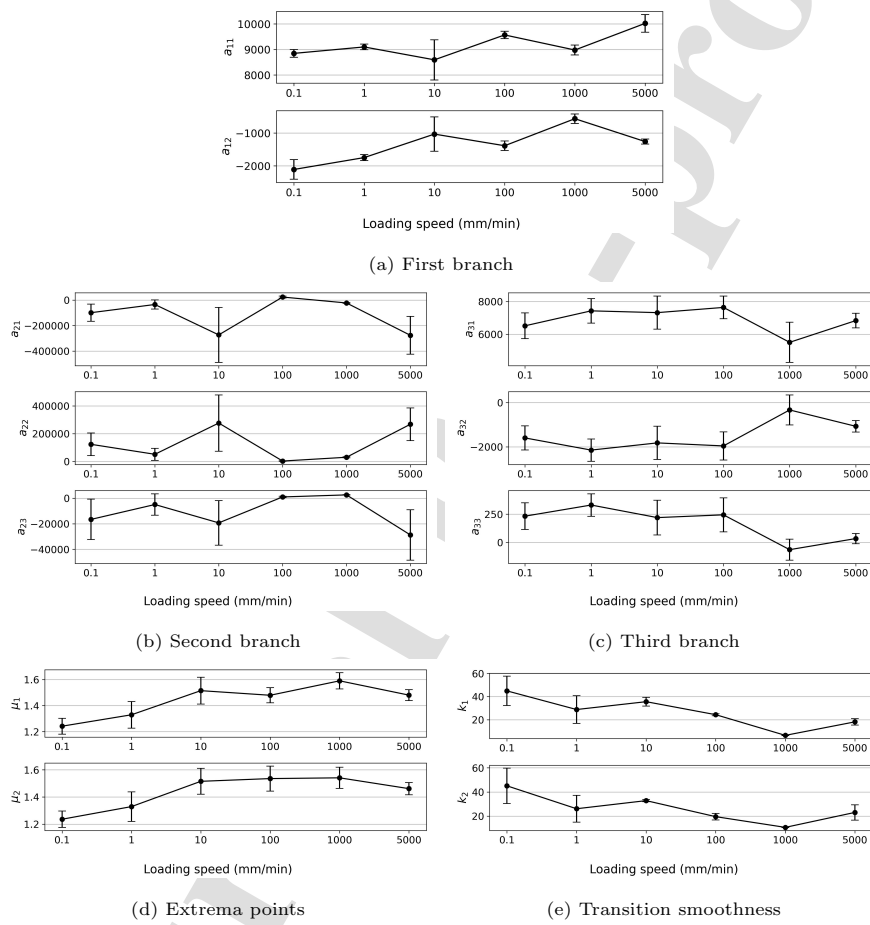 10000
9000
8000
a11
0.1 1 10 100 1000 5000
−1000
−2000
a12
0.1 1 10 100 1000 5000
Loading speed (mm/min)
(a) First branch
0
−200000
−400000
a21
0.1 1 10 100 1000 5000
400000
200000
0
a22
0.1 1 10 100 1000 5000
0
−20000
−40000
a23
0.1 1 10 100 1000 5000
Loading speed (mm/min)
(b) Second branch
8000
6000
a31
0.1 1 10 100 1000 5000
0
−2000
a32
0.1 1 10 100 1000 5000
250
0
a33
0.1 1 10 100 1000 5000
Loading speed (mm/min)
(c) Third branch
1.6
1.4
1.2
μ1
0.1 1 10 100 1000 5000
1.6
1.4
1.2
μ2
0.1 1 10 100 1000 5000
Loading speed (mm/min)
(d) Extrema points
60
40
20
k1
0.1 1 10 100 1000 5000
60
40
20
k2
0.1 1 10 100 1000 5000
Loading speed (mm/min)
(e) Transition smoothness